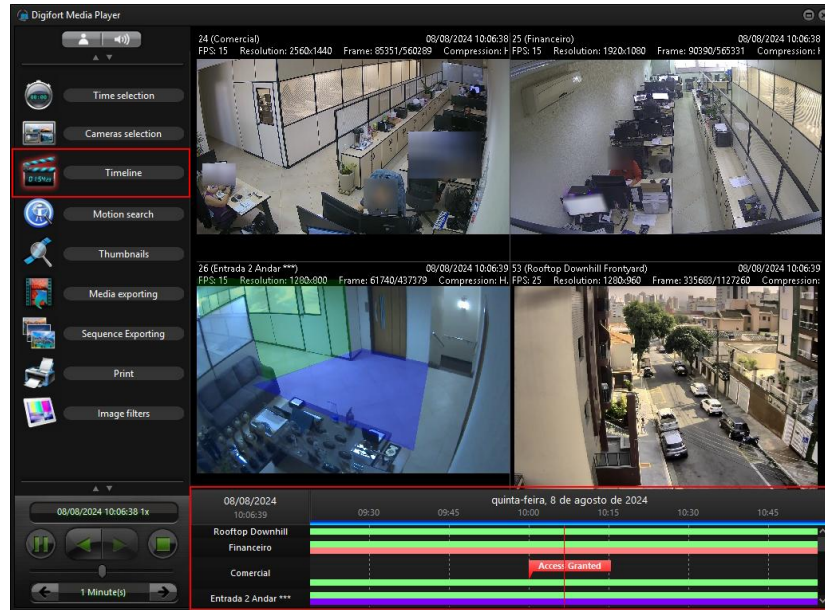 Digifort Media Player
Time selection
Cameras selection
Timeline
Motion search
Thumbnails
Media exporting
Sequence Exporting
Print
Image filters
08/08/2024 10:06:38 1x
1 Minute(s)
24 (Comercial) 08/08/2024 10:06:38
FPS: 15 Resolution: 2560x1440 Frame: 85351/560289 Compression: H
25 (Financeiro) 08/08/2024 10:06:38
FPS: 15 Resolution: 1920x1080 Frame: 90390/565331 Compression: H
26 (Entrada 2 Andar ***) 08/08/2024 10:06:39
FPS: 15 Resolution: 1280x800 Frame: 61740/437379 Compression: H.
53 (Rooftop Downhill Frontyard) 08/08/2024 10:06:39
FPS: 25 Resolution: 1280x960 Frame: 335683/1127260 Compression:
08/08/2024
10:06:39
quinta-feira, 8 de agosto de 2024
09:30 09:45 10:00 10:15 10:30 10:45
Rooftop Downhill
Financeiro
Comercial
Access Granted
Entrada 2 Andar ***